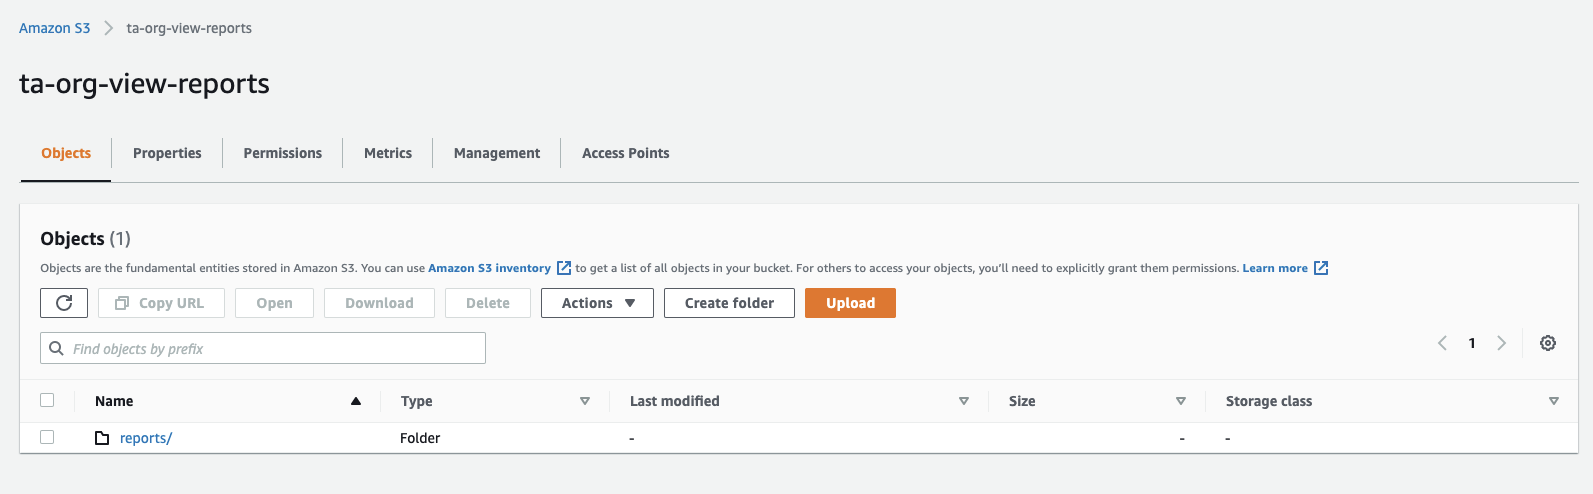 Amazon S3 ta-org-view-reports
ta-org-view-reports
Objects Properties Permissions Metrics Management Access Points
Objects (1)
Objects are the fundamental entities stored in Amazon S3. You can use Amazon S3 inventory to get a list of all objects in your bucket. For others to access your objects, you'll need to explicitly grant them permissions. Learn more
Copy URL Open Download Delete Actions Create folder Upload
Find objects by prefix 1
Name Type Last modified Size Storage class
reports/ Folder - - -